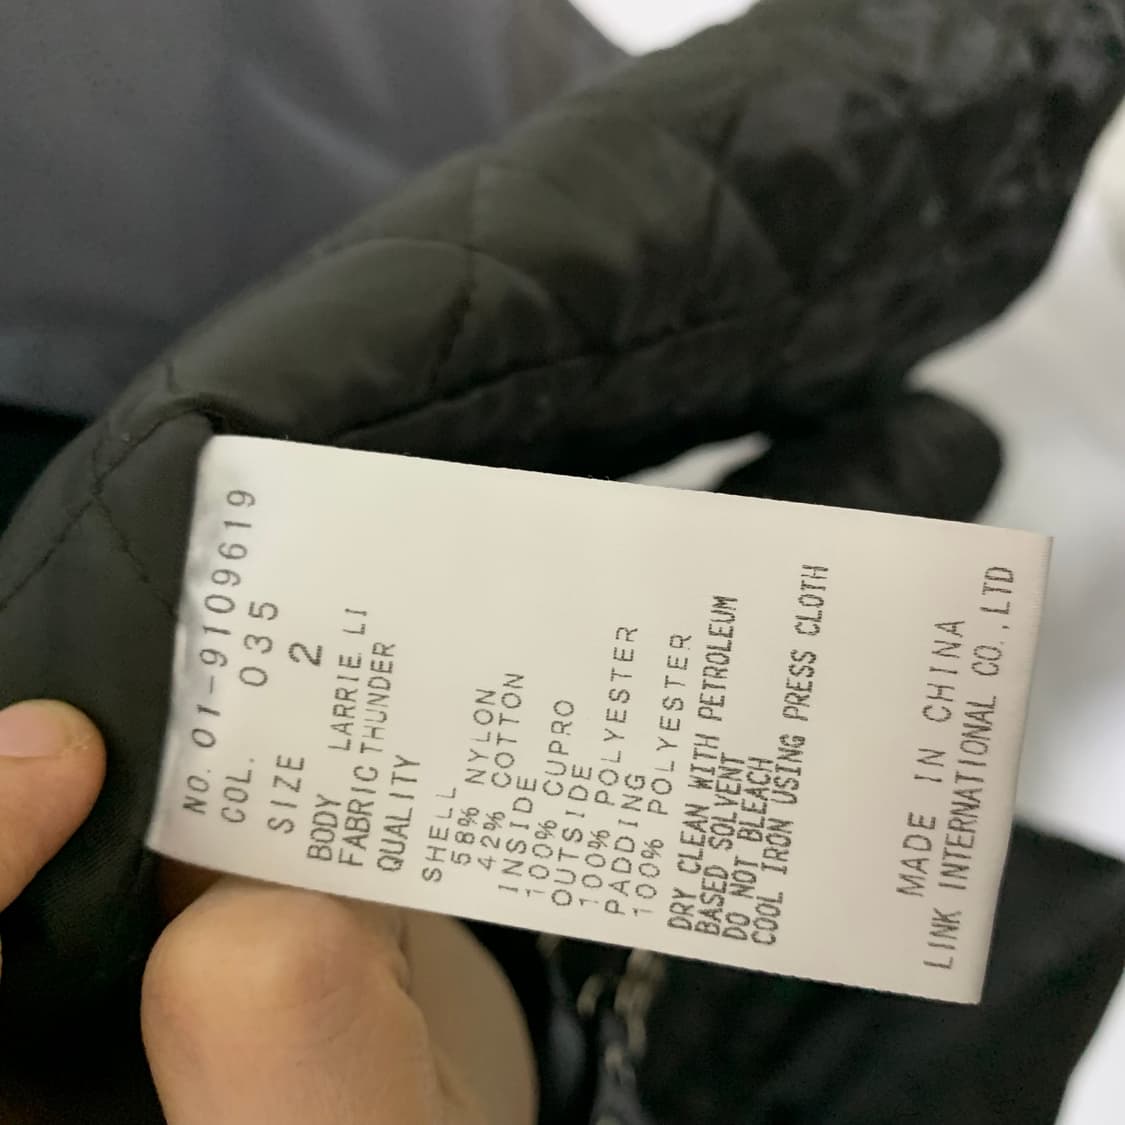 NO. 01-9109619
COL. 035
SIZE 2
BODY LARRIE. LI
FABRIC THUNDER
QUALITY
SHELL
58% NYLON
42% COTTON
INSIDE
100% CUPRO
OUTSIDE
100% POLYESTER
PADDING
100% POLYESTER
DRY CLEAN WITH PETROLEUM
BASED SOLVENT
DO NOT BLEACH
COOL IRON USING PRESS CLOTH
MADE IN CHINA
LINK INTERNATIONAL CO.,LTD